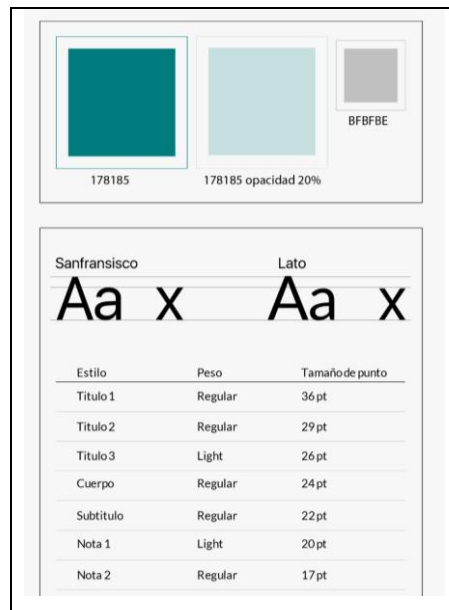 178185
178185 opacidad 20%
BFBFBE
Sanfransisco
Lato
Aa x
Aa x
Estilo Peso Tamaño de punto
Titulo 1 Regular 36 pt
Titulo 2 Regular 29 pt
Titulo 3 Light 26 pt
Cuerpo Regular 24 pt
Subtitulo Regular 22 pt
Nota 1 Light 20 pt
Nota 2 Regular 17 pt